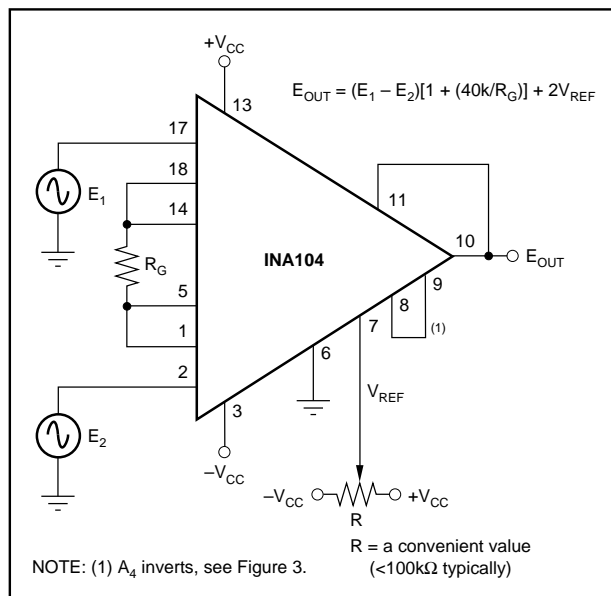 +V_CC
E_OUT = (E_1 – E_2)[1 + (40k/R_G)] + 2V_REF
13
17
18
E_1
14
11
R_G
INA104
10
E_OUT
9
5
8
(1)
7
1
6
2
V_REF
3
E_2
–V_CC
–V_CC
+V_CC
R
R = a convenient value
(<100kΩ typically)
NOTE: (1) A_4 inverts, see Figure 3.